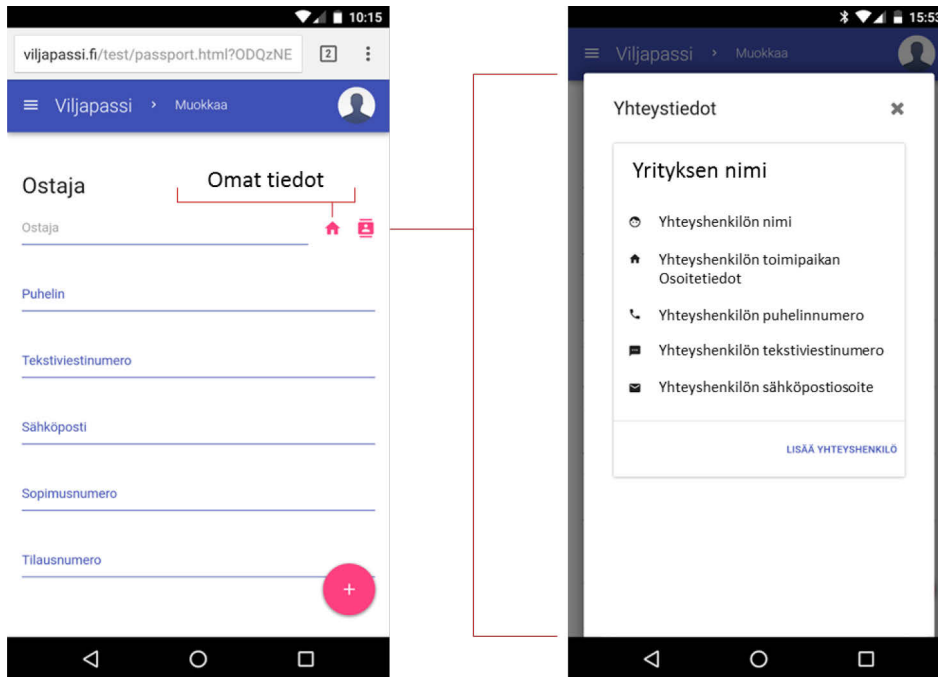 10:15
viljapassi.fi/test/passport.html?ODQzNE
2
Viljapassi › Muokkaa
Ostaja
Omat tiedot
Ostaja
Puhelin
Tekstiviestinumero
Sähköposti
Sopimusnumero
Tilausnumero
+
15:53
Viljapassi › Muokkaa
Yhteystiedot
Yrityksen nimi
Yhteyshenkilön nimi
Yhteyshenkilön toimipaikan
Osoitetiedot
Yhteyshenkilön puhelinnumero
Yhteyshenkilön tekstiviestinumero
Yhteyshenkilön sähköpostiosoite
LISÄÄ YHTEYSHENKILÖ